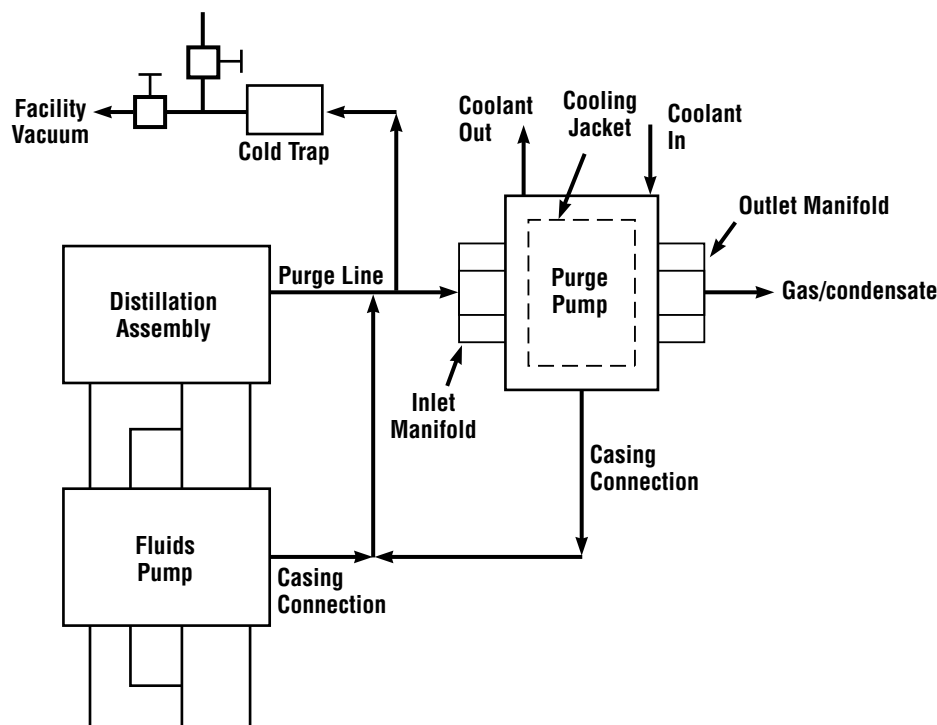 Facility
Vacuum
Cold Trap
Coolant
Out
Cooling
Jacket
Coolant
In
Outlet Manifold
Purge Line
Distillation
Assembly
Purge
Pump
Gas/condensate
Inlet
Manifold
Casing
Connection
Fluids
Pump
Casing
Connection